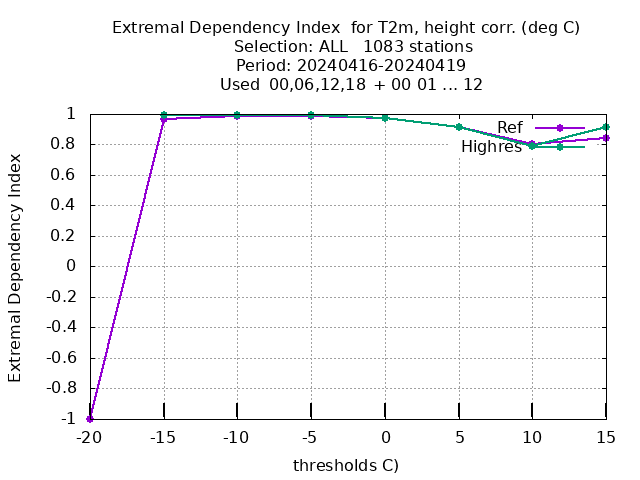 Extremal Dependency Index  for T2m, height corr. (deg C)
Selection: ALL   1083 stations
Period: 20240416-20240419
Used  00,06,12,18  + 00 01 ... 12
Extremal Dependency Index
1
0.8
0.6
0.4
0.2
0
-0.2
-0.4
-0.6
-0.8
-1
Ref
Highres
-20 -15 -10 -5 0 5 10 15
thresholds C)